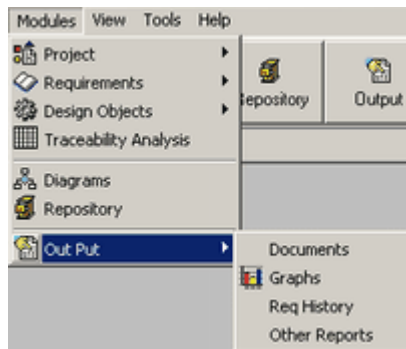 Modules View Tools Help
Project
Requirements
Design Objects
Traceability Analysis
Diagrams
Repository
Out Put
epository Output
Documents
Graphs
Req History
Other Reports